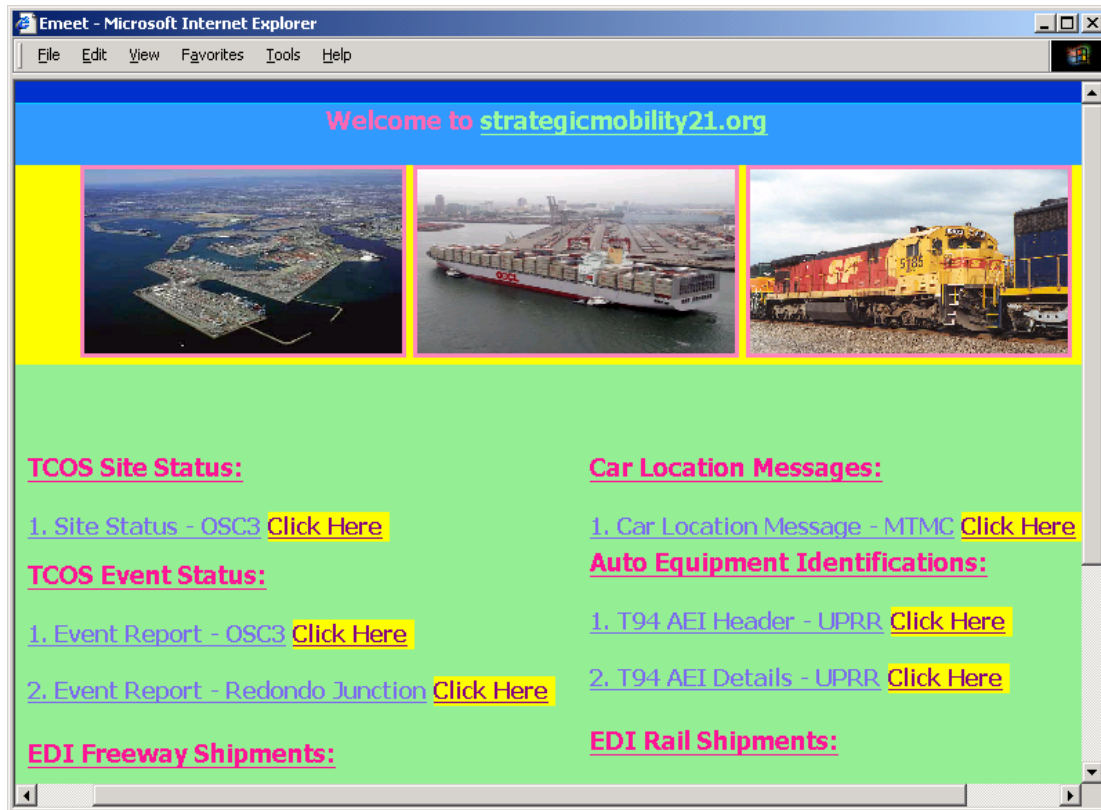 Emeet - Microsoft Internet Explorer
File Edit View Favorites Tools Help
Welcome to strategicmobility21.org
OOCL
5185
TCOS Site Status:
1. Site Status - OSC3 Click Here
TCOS Event Status:
1. Event Report - OSC3 Click Here
2. Event Report - Redondo Junction Click Here
EDI Freeway Shipments:
Car Location Messages:
1. Car Location Message - MTMC Click Here
Auto Equipment Identifications:
1. T94 AEI Header - UPRR Click Here
2. T94 AEI Details - UPRR Click Here
EDI Rail Shipments: